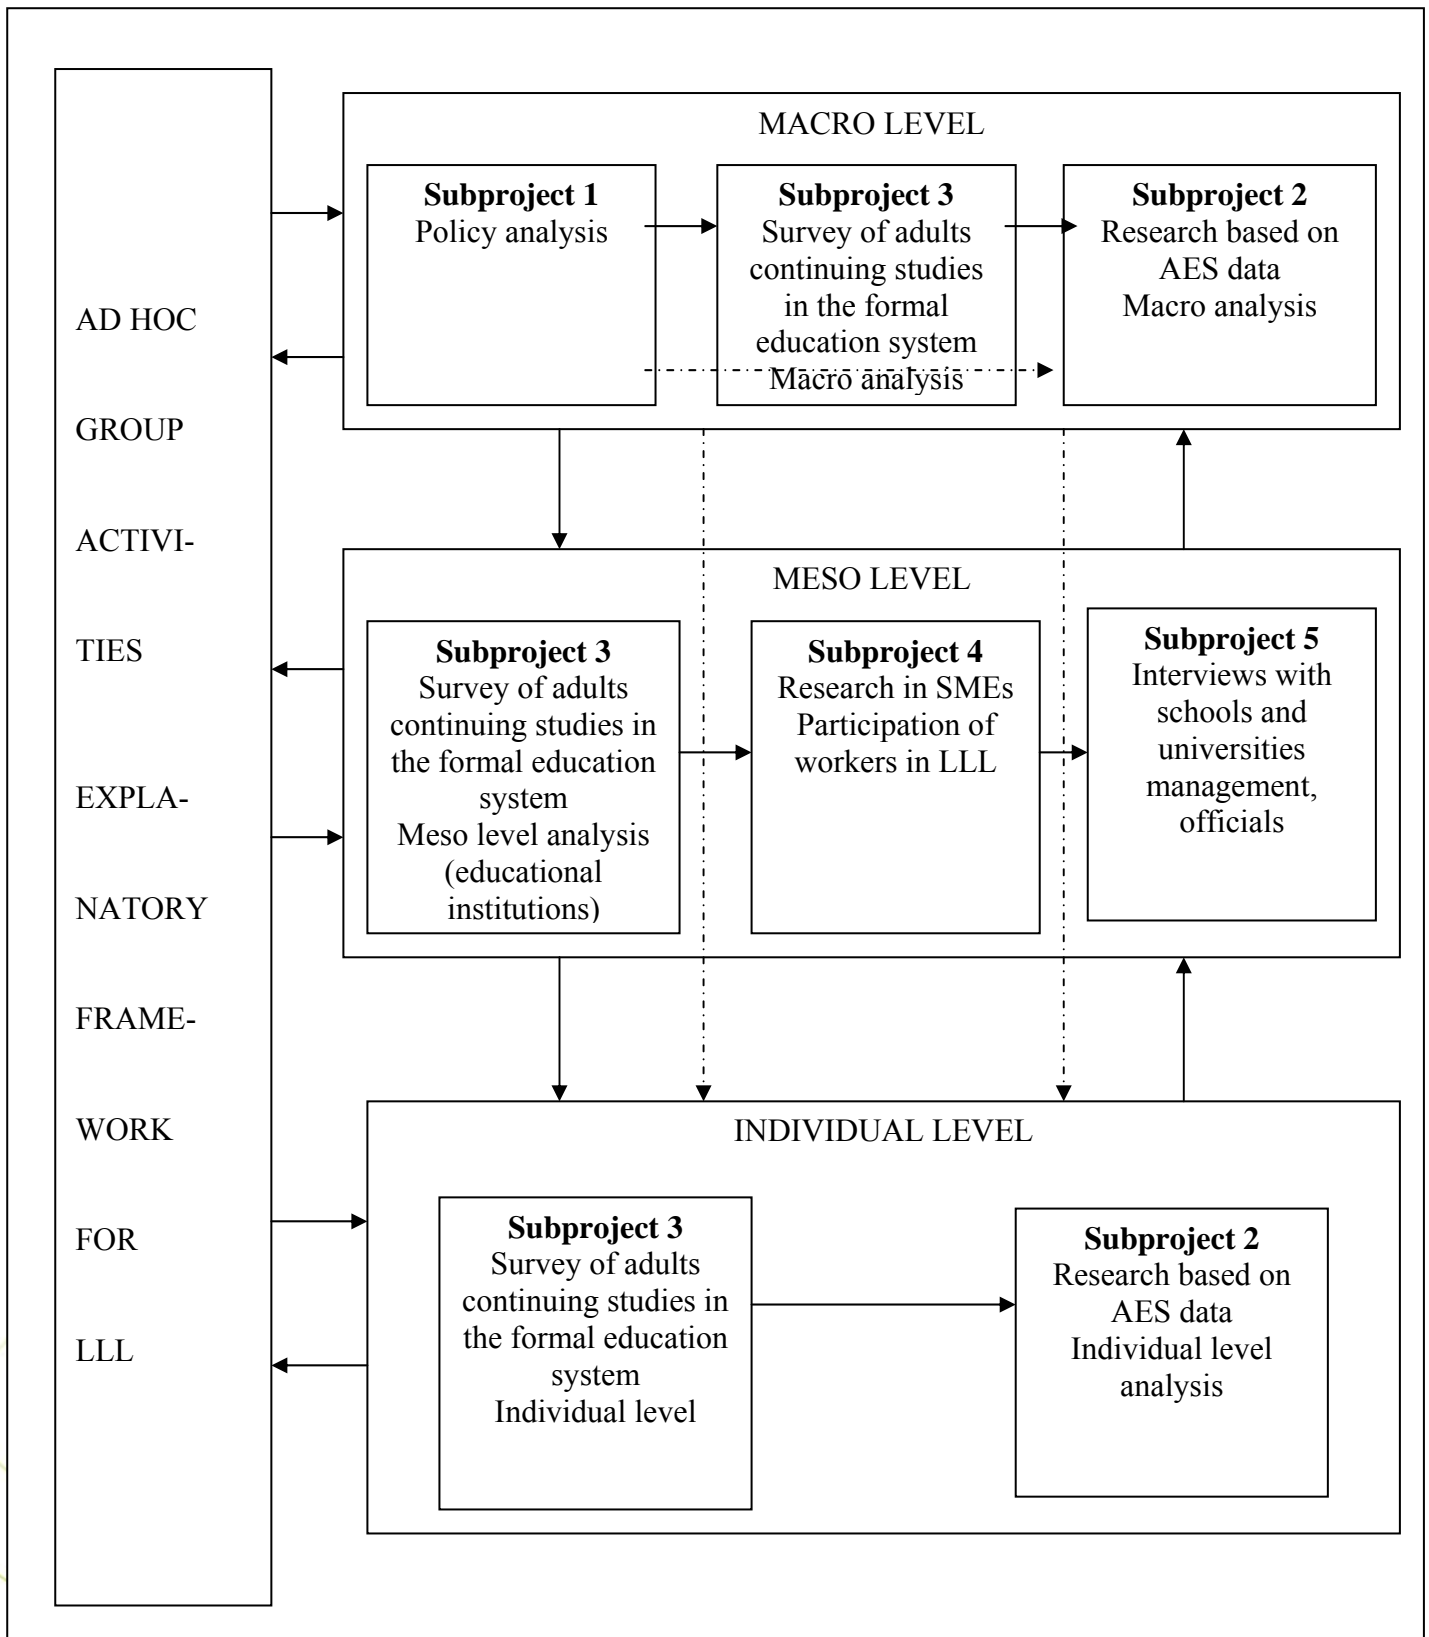 AD HOC
GROUP
ACTIVI-
TIES
EXPLA-
NATORY
FRAME-
WORK
FOR
LLL
MACRO LEVEL
Subproject 1
Policy analysis
Subproject 3
Survey of adults
continuing studies
in the formal
education system
Macro analysis
Subproject 2
Research based on
AES data
Macro analysis
MESO LEVEL
Subproject 3
Survey of adults
continuing studies in
the formal education
system
Meso level analysis
(educational
institutions)
Subproject 4
Research in SMEs
Participation of
workers in LLL
Subproject 5
Interviews with
schools and
universities
management,
officials
INDIVIDUAL LEVEL
Subproject 3
Survey of adults
continuing studies in
the formal education
system
Individual level
Subproject 2
Research based on
AES data
Individual level
analysis